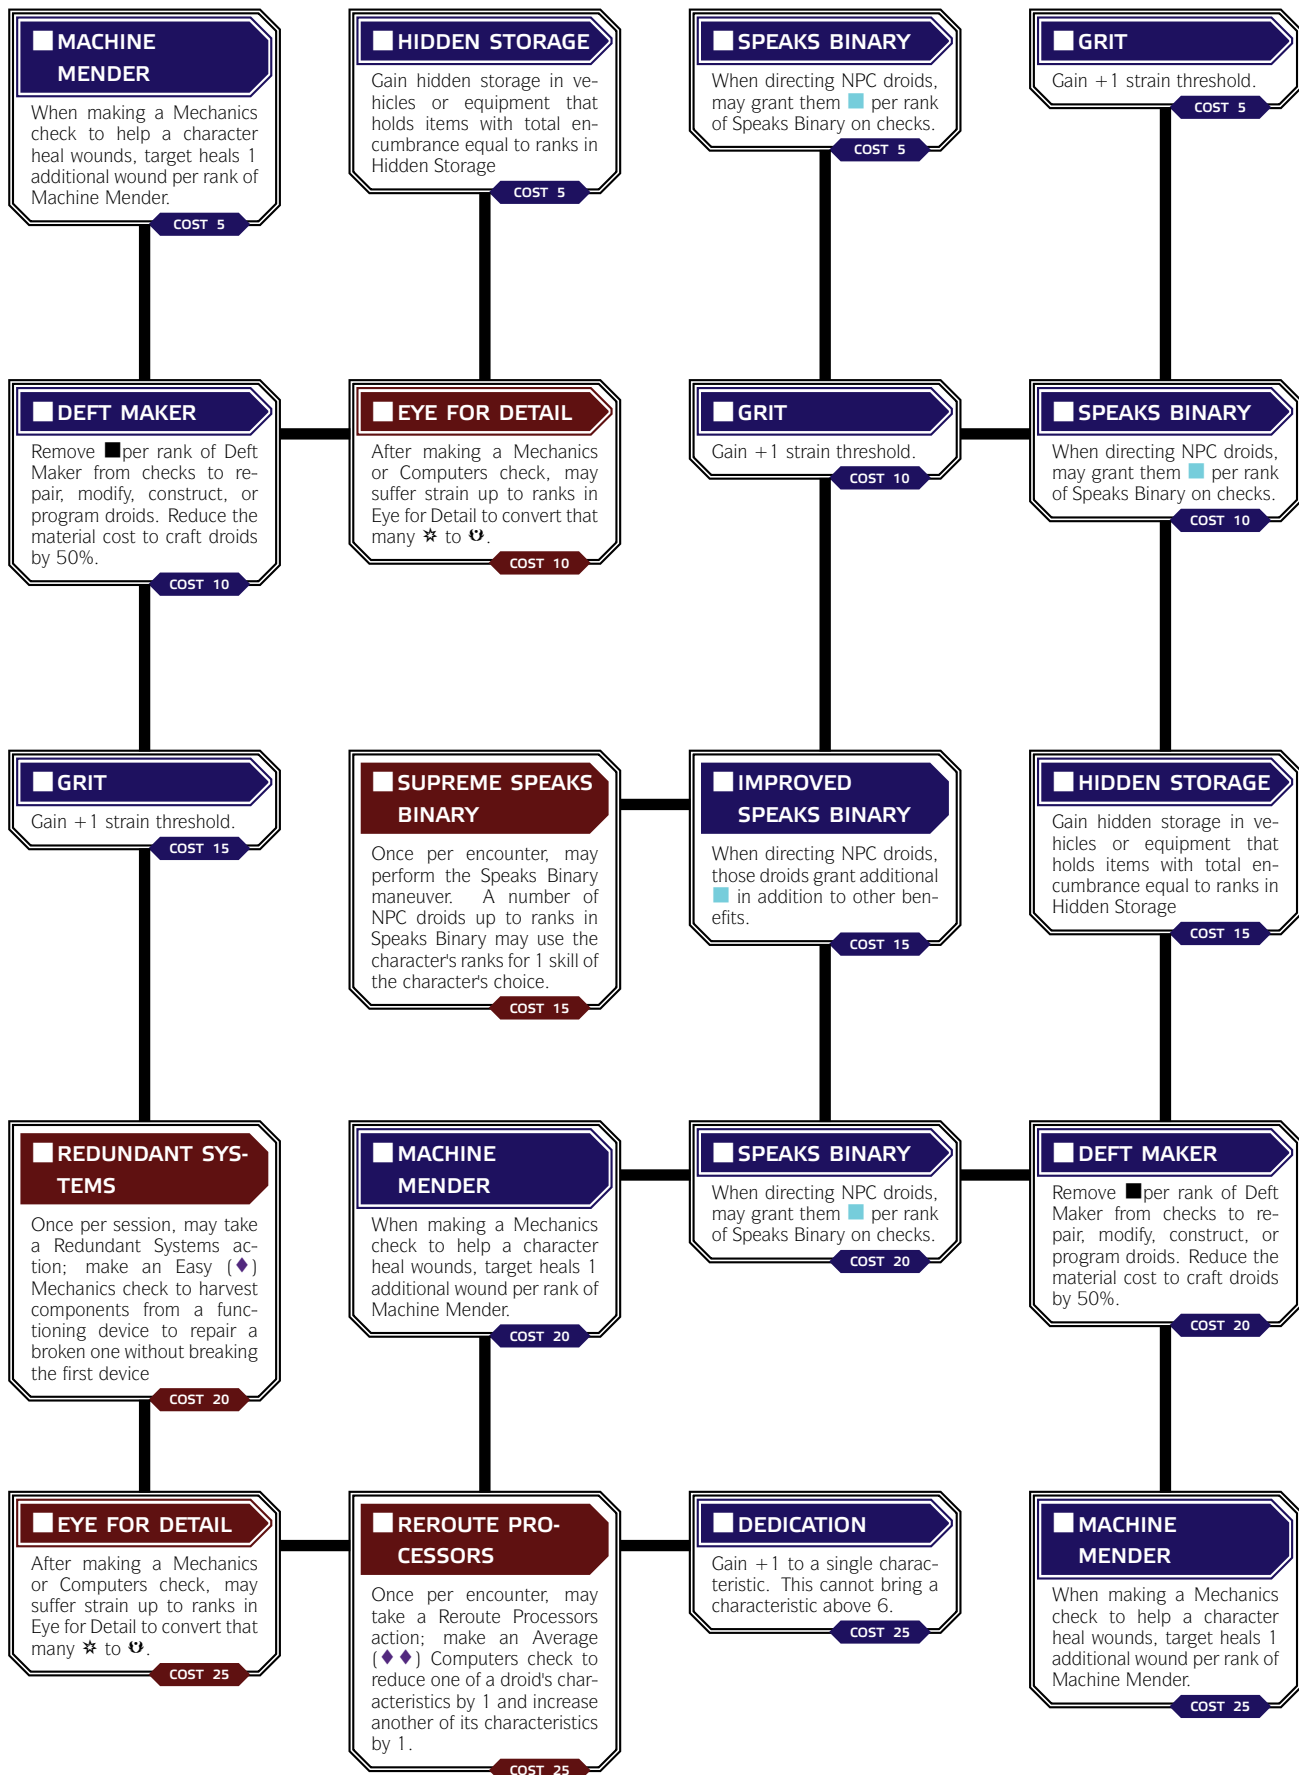 MACHINE
MENDER
When making a Mechanics
check to help a character
heal wounds, target heals 1
additional wound per rank of
Machine Mender.
COST 5
HIDDEN STORAGE
Gain hidden storage in ve-
hicles or equipment that
holds items with total en-
cumbrance equal to ranks in
Hidden Storage
COST 5
SPEAKS BINARY
When directing NPC droids,
may grant them per rank
of Speaks Binary on checks.
COST 5
GRIT
Gain +1 strain threshold.
COST 5
DEFT MAKER
Remove per rank of Deft
Maker from checks to re-
pair, modify, construct, or
program droids. Reduce the
material cost to craft droids
by 50%.
COST 10
EYE FOR DETAIL
After making a Mechanics
or Computers check, may
suffer strain up to ranks in
Eye for Detail to convert that
many to .
COST 10
GRIT
Gain +1 strain threshold.
COST 10
SPEAKS BINARY
When directing NPC droids,
may grant them per rank
of Speaks Binary on checks.
COST 10
GRIT
Gain +1 strain threshold.
COST 15
SUPREME SPEAKS
BINARY
Once per encounter, may
perform the Speaks Binary
maneuver. A number of
NPC droids up to ranks in
Speaks Binary may use the
character's ranks for 1 skill of
the character's choice.
COST 15
IMPROVED
SPEAKS BINARY
When directing NPC droids,
those droids grant additional
in addition to other ben-
efits.
COST 15
HIDDEN STORAGE
Gain hidden storage in ve-
hicles or equipment that
holds items with total en-
cumbrance equal to ranks in
Hidden Storage
COST 15
REDUNDANT SYS-
TEMS
Once per session, may take
a Redundant Systems ac-
tion; make an Easy (♦)
Mechanics check to harvest
components from a func-
tioning device to repair a
broken one without breaking
the first device
COST 20
MACHINE
MENDER
When making a Mechanics
check to help a character
heal wounds, target heals 1
additional wound per rank of
Machine Mender.
COST 20
SPEAKS BINARY
When directing NPC droids,
may grant them per rank
of Speaks Binary on checks.
COST 20
DEFT MAKER
Remove per rank of Deft
Maker from checks to re-
pair, modify, construct, or
program droids. Reduce the
material cost to craft droids
by 50%.
COST 20
EYE FOR DETAIL
After making a Mechanics
or Computers check, may
suffer strain up to ranks in
Eye for Detail to convert that
many to .
COST 25
REROUTE PRO-
CESSORS
Once per encounter, may
take a Reroute Processors
action; make an Average
(♦♦) Computers check to
reduce one of a droid's char-
acteristics by 1 and increase
another of its characteristics
by 1.
COST 25
DEDICATION
Gain +1 to a single charac-
teristic. This cannot bring a
characteristic above 6.
COST 25
MACHINE
MENDER
When making a Mechanics
check to help a character
heal wounds, target heals 1
additional wound per rank of
Machine Mender.
COST 25